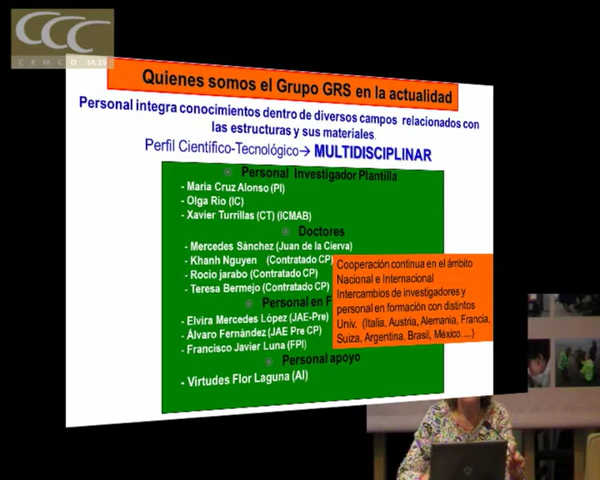 CCC
CEMCO 14.15
Quienes somos el Grupo GRS en la actualidad
Personal integra conocimientos dentro de diversos campos relacionados con
las estructuras y sus materiales.
Perfil Científico-Tecnológico→ MULTIDISCIPLINAR
Personal Investigador Plantilla
- Maria Cruz Alonso (PI)
- Olga Río (IC)
- Xavier Turrillas (CT) (ICMAB)
Doctores
- Mercedes Sánchez (Juan de la Cierva)
- Khanh Nguyen (Contratado CP)
- Rocío jarabo (Contratado CP)
- Teresa Bermejo (Contratado CP)
Personal en F
- Elvira Mercedes López (JAE-Pre)
- Álvaro Fernández (JAE Pre CP)
- Francisco Javier Luna (FPI)
Personal apoyo
- Virtudes Flor Laguna (AI)
Cooperación continua en el ámbito
Nacional e Internacional
Intercambios de investigadores y
personal en formación con distintos
Univ. (Italia, Austria, Alemania, Francia,
Suiza, Argentina, Brasil, México....)